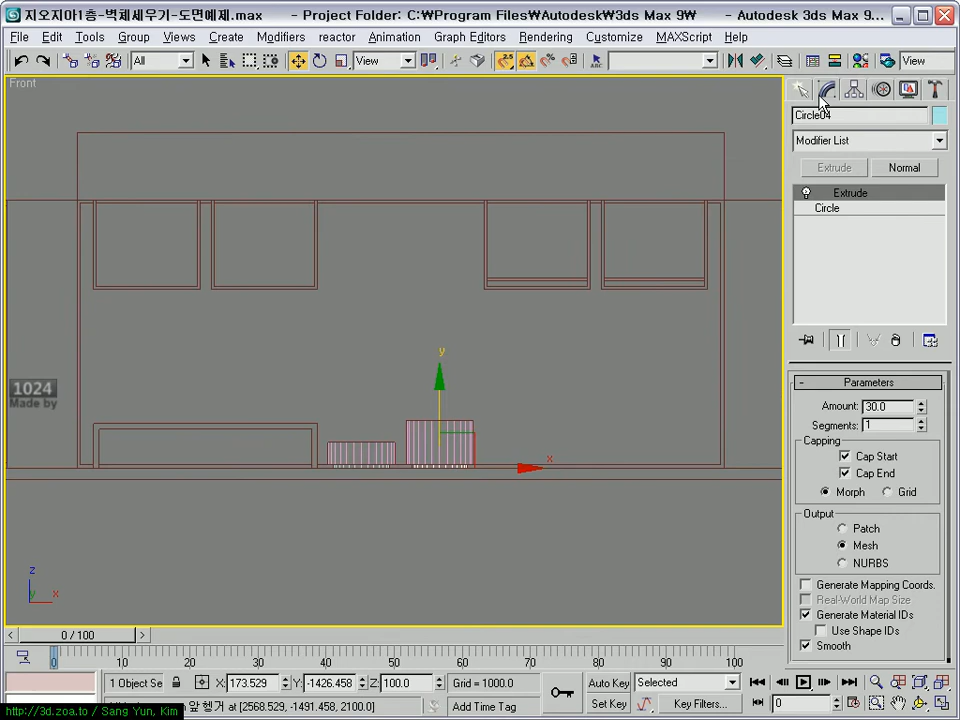 지오지아1층-벽체세우기-도면예제.max - Project Folder: C:₩Program Files₩Autodesk₩3ds Max 9₩ - Autodesk 3ds Max 9...
File Edit Tools Group Views Create Modifiers reactor Animation Graph Editors Rendering Customize MAXScript Help
All View View
Front
Circle04
Modifier List
Extrude Normal
Extrude
Circle
y
x
1024
Made by
z
y x
- Parameters
Amount: 30.0
Segments: 1
Capping
Cap Start
Cap End
Morph Grid
Output
Patch
Mesh
NURBS
Generate Mapping Coords.
Real-World Map Size
Generate Material IDs
Use Shape IDs
Smooth
< 0 / 100 >
0 10 20 30 40 50 60 70 80 90 100
1 Object Se X: 173.529 Y: -1426.458 Z: 100.0 Grid = 1000.0 Auto Key Selected
at [2568.529, -1491.458, 2100.0] Add Time Tag Set Key Key Filters... 0
http://3d.zoa.to / Sang Yun, Kim